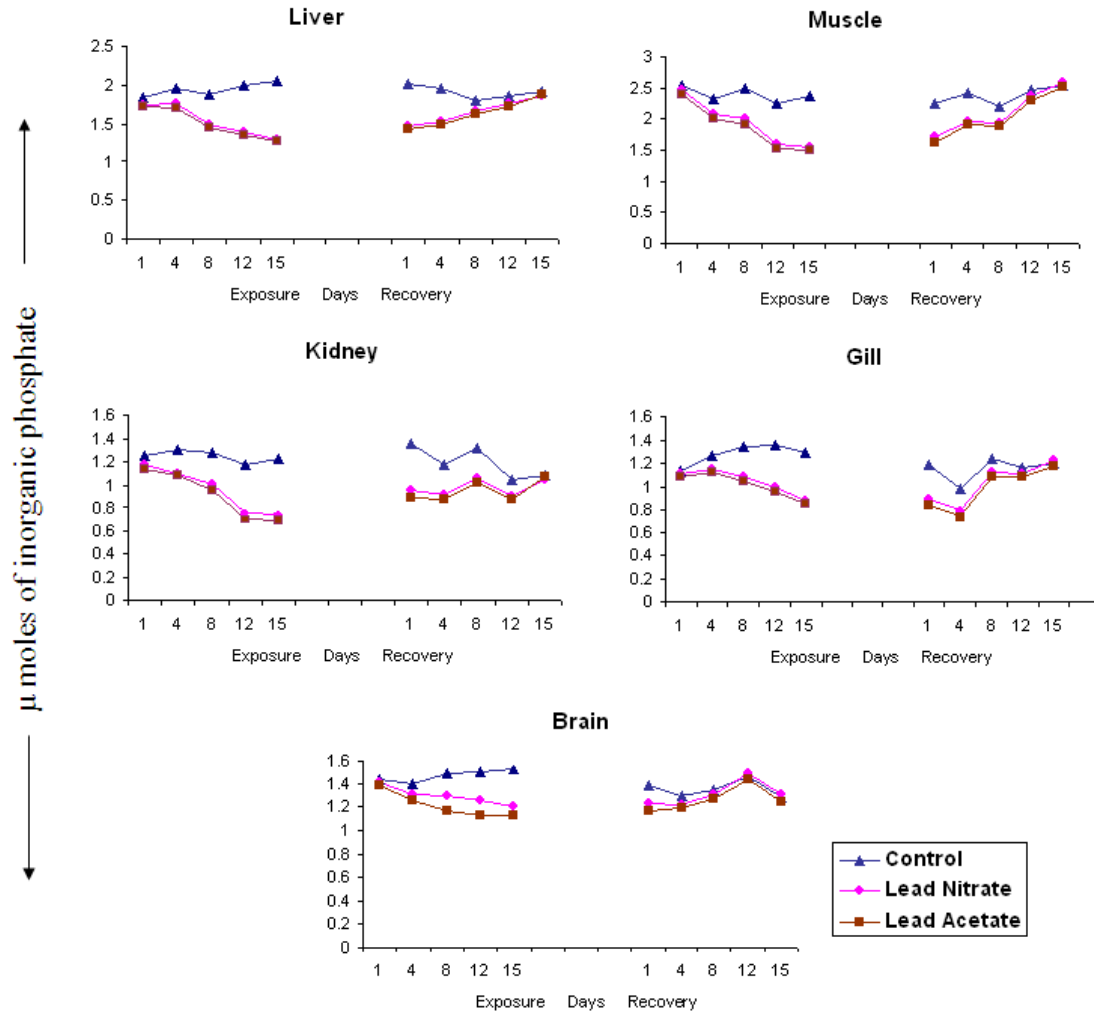 Liver
2.5
2
1.5
1
0.5
0
1 4 8 12 15 1 4 8 12 15
Exposure Days Recovery
Muscle
3
2.5
2
1.5
1
0.5
0
1 4 8 12 15 1 4 8 12 15
Exposure Days Recovery
μ moles of inorganic phosphate
Kidney
1.6
1.4
1.2
1
0.8
0.6
0.4
0.2
0
1 4 8 12 15 1 4 8 12 15
Exposure Days Recovery
Gill
1.6
1.4
1.2
1
0.8
0.6
0.4
0.2
0
1 4 8 12 15 1 4 8 12 15
Exposure Days Recovery
Brain
1.6
1.4
1.2
1
0.8
0.6
0.4
0.2
0
1 4 8 12 15 1 4 8 12 15
Exposure Days Recovery
Control
Lead Nitrate
Lead Acetate